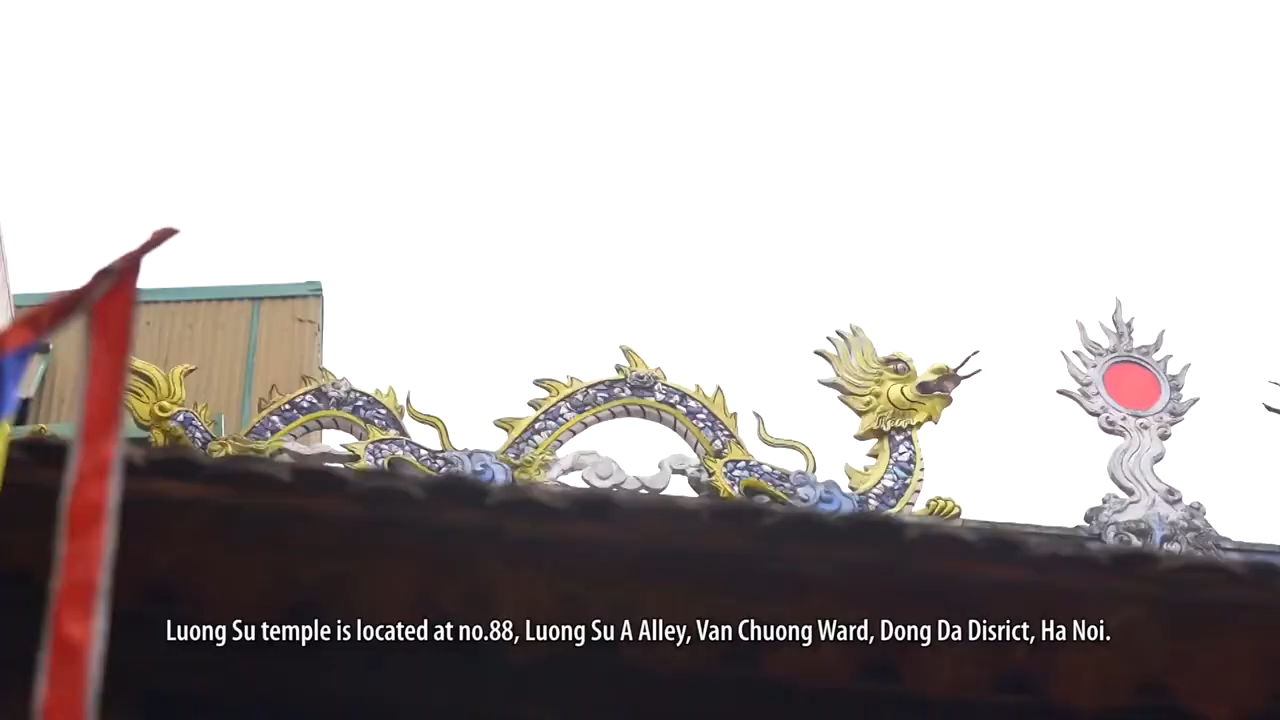 Luong Su temple is located at no.88, Luong Su A Alley, Van Chuong Ward, Dong Da Disrict, Ha Noi.